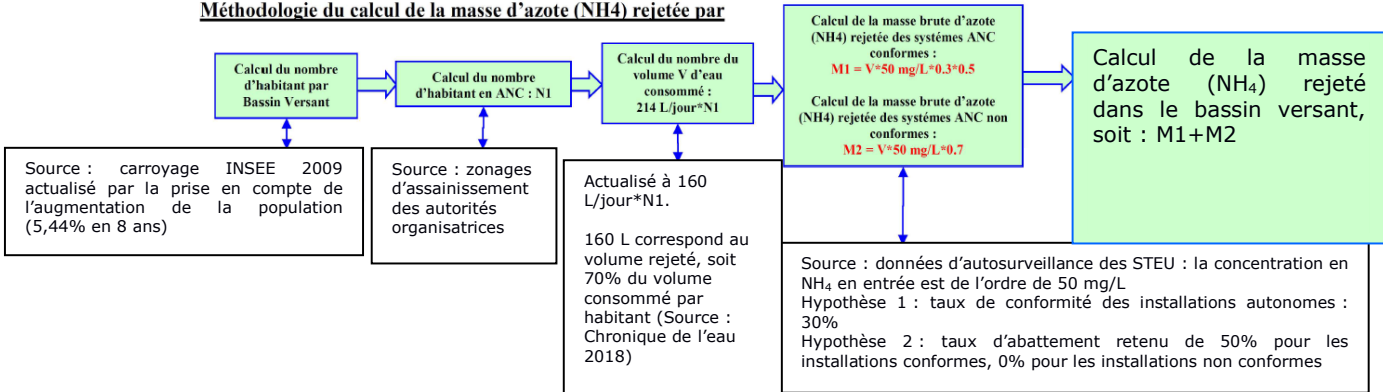 Méthodologie du calcul de la masse d'azote (NH4) rejetée par
Calcul du nombre
d'habitant par
Bassin Versant
Calcul du nombre
d'habitant en ANC : N1
Calcul du nombre du
volume V d'eau
consommé :
214 L/jour*N1
Calcul de la masse brute d'azote
(NH4) rejetée des systémes ANC
conformes :
M1 = V*50 mg/L*0.3*0.5
Calcul de la masse brute d'azote
(NH4) rejetée des systémes ANC non
conformes :
M2 = V*50 mg/L*0.7
Calcul de la masse
d'azote (NH₄) rejeté
dans le bassin versant,
soit : M1+M2
Source : carroyage INSEE 2009
actualisé par la prise en compte de
l'augmentation de la population
(5,44% en 8 ans)
Source : zonages
d'assainissement
des autorités
organisatrices
Actualisé à 160
L/jour*N1.
160 L correspond au
volume rejeté, soit
70% du volume
consommé par
habitant (Source :
Chronique de l'eau
2018)
Source : données d'autosurveillance des STEU : la concentration en
NH₄ en entrée est de l'ordre de 50 mg/L
Hypothèse 1 : taux de conformité des installations autonomes :
30%
Hypothèse 2 : taux d'abattement retenu de 50% pour les
installations conformes, 0% pour les installations non conformes